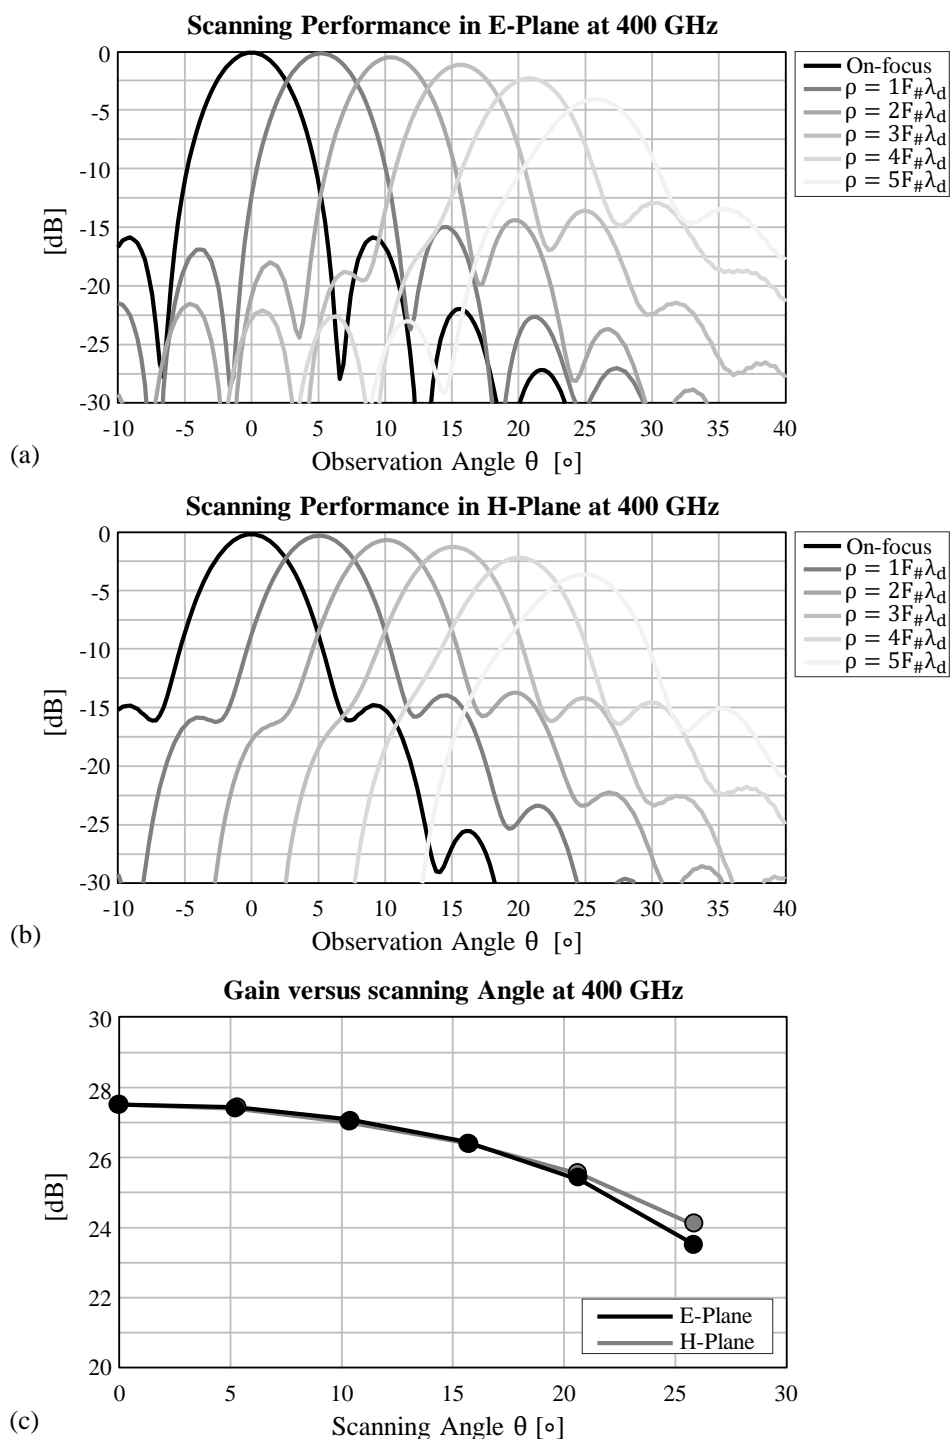 Scanning Performance in E-Plane at 400 GHz
0
-5
-10
-15
-20
-25
-30
[dB]
-10 -5 0 5 10 15 20 25 30 35 40
Observation Angle θ [∘]
On-focus
ρ = 1F#λd
ρ = 2F#λd
ρ = 3F#λd
ρ = 4F#λd
ρ = 5F#λd
(a)
Scanning Performance in H-Plane at 400 GHz
0
-5
-10
-15
-20
-25
-30
[dB]
-10 -5 0 5 10 15 20 25 30 35 40
Observation Angle θ [∘]
On-focus
ρ = 1F#λd
ρ = 2F#λd
ρ = 3F#λd
ρ = 4F#λd
ρ = 5F#λd
(b)
Gain versus scanning Angle at 400 GHz
30
28
26
24
22
20
[dB]
0 5 10 15 20 25 30
Scanning Angle θ [∘]
E-Plane
H-Plane
(c)